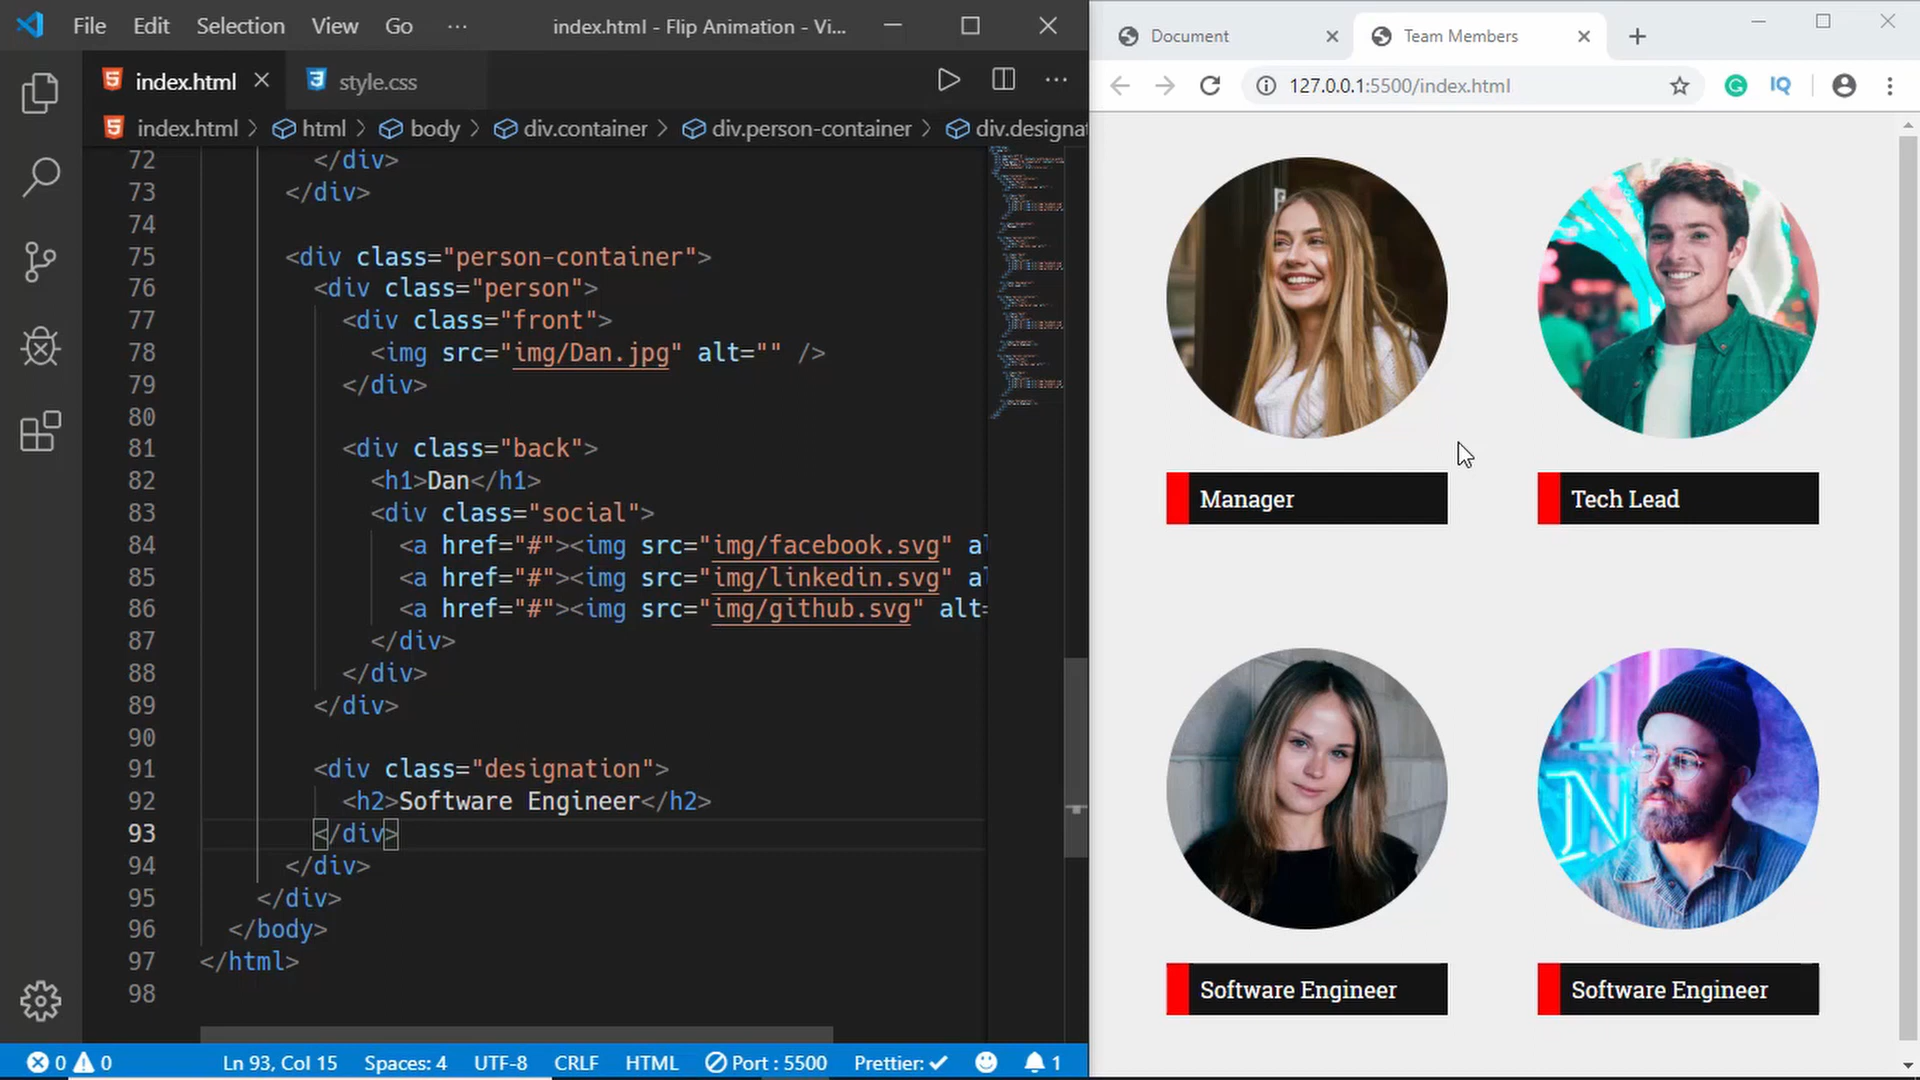 File Edit Selection View Go ··· index.html - Flip Animation - Vi...
index.html style.css
index.html > html > body > div.container > div.person-container > div.designat
72 </div>
73 </div>
74
75 <div class="person-container">
76 <div class="person">
77 <div class="front">
78 <img src="img/Dan.jpg" alt="" />
79 </div>
80
81 <div class="back">
82 <h1>Dan</h1>
83 <div class="social">
84 <a href="#"><img src="img/facebook.svg" al
85 <a href="#"><img src="img/linkedin.svg" al
86 <a href="#"><img src="img/github.svg" alt=
87 </div>
88 </div>
89 </div>
90
91 <div class="designation">
92 <h2>Software Engineer</h2>
93 </div>
94 </div>
95 </div>
96 </body>
97 </html>
98
0 0 Ln 93, Col 15 Spaces: 4 UTF-8 CRLF HTML Port : 5500 Prettier: 1
Document Team Members
127.0.0.1:5500/index.html IQ
Manager
Tech Lead
Software Engineer
Software Engineer